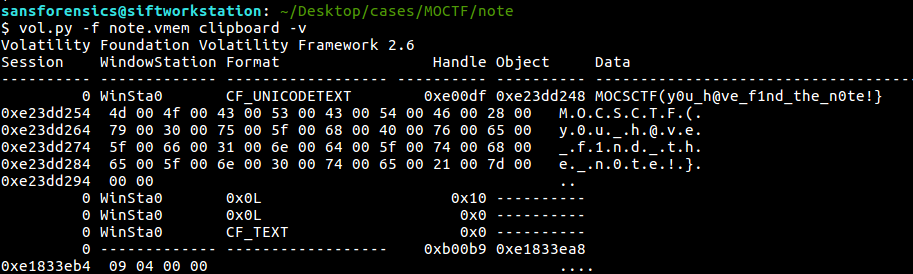 sansforensics@siftworkstation: ~/Desktop/cases/MOCTF/note
$ vol.py -f note.vmem clipboard -v
Volatility Foundation Volatility Framework 2.6
Session    WindowStation Format                 Handle Object     Data
---------- ------------- ------------------ ---------- ---------- --------------------------------------
         0 WinSta0       CF_UNICODETEXT        0xe00df 0xe23dd248 MOCSCTF(y0u_h@ve_f1nd_the_n0te!}
0xe23dd254  4d 00 4f 00 43 00 53 00 43 00 54 00 46 00 28 00   M.O.C.S.C.T.F.(.
0xe23dd264  79 00 30 00 75 00 5f 00 68 00 40 00 76 00 65 00   y.0.u._.h.@.v.e.
0xe23dd274  5f 00 66 00 31 00 6e 00 64 00 5f 00 74 00 68 00   _.f.1.n.d._.t.h.
0xe23dd284  65 00 5f 00 6e 00 30 00 74 00 65 00 21 00 7d 00   e._.n.0.t.e.!.}.
0xe23dd294  00 00                                             ..
         0 WinSta0       0x0L                     0x10 ----------
         0 WinSta0       0x0L                      0x0 ----------
         0 WinSta0       CF_TEXT                   0x0 ----------
         0 ------------- ------------------    0xb00b9 0xe1833ea8
0xe1833eb4  09 04 00 00                                       ....